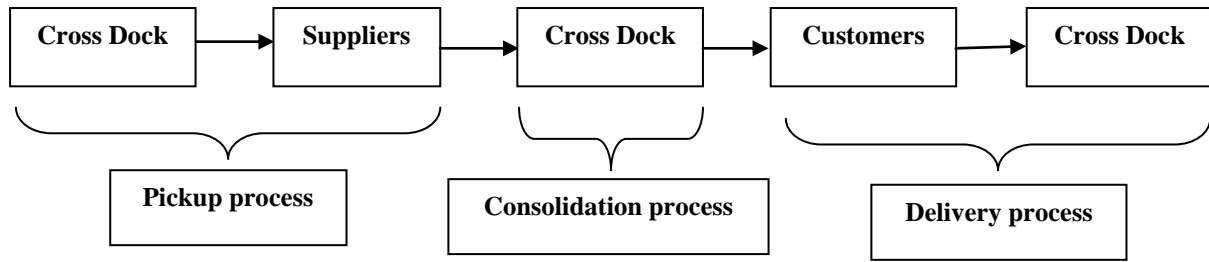 Cross Dock
Suppliers
Cross Dock
Customers
Cross Dock
Pickup process
Consolidation process
Delivery process